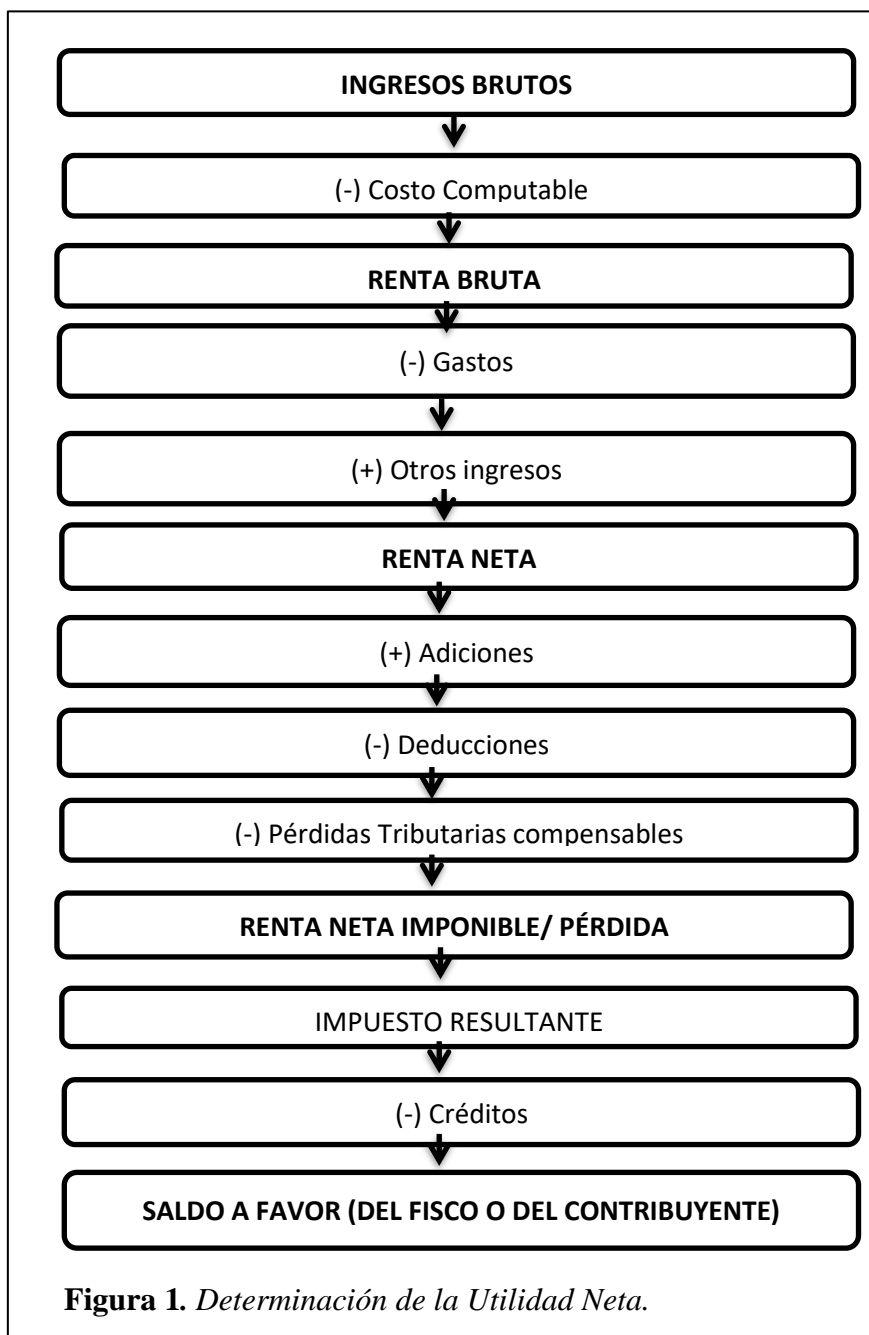 INGRESOS BRUTOS
(-) Costo Computable
RENTA BRUTA
(-) Gastos
(+) Otros ingresos
RENTA NETA
(+) Adiciones
(-) Deducciones
(-) Pérdidas Tributarias compensables
RENTA NETA IMPONIBLE/ PÉRDIDA
IMPUESTO RESULTANTE
(-) Créditos
SALDO A FAVOR (DEL FISCO O DEL CONTRIBUYENTE)
Figura 1. Determinación de la Utilidad Neta.